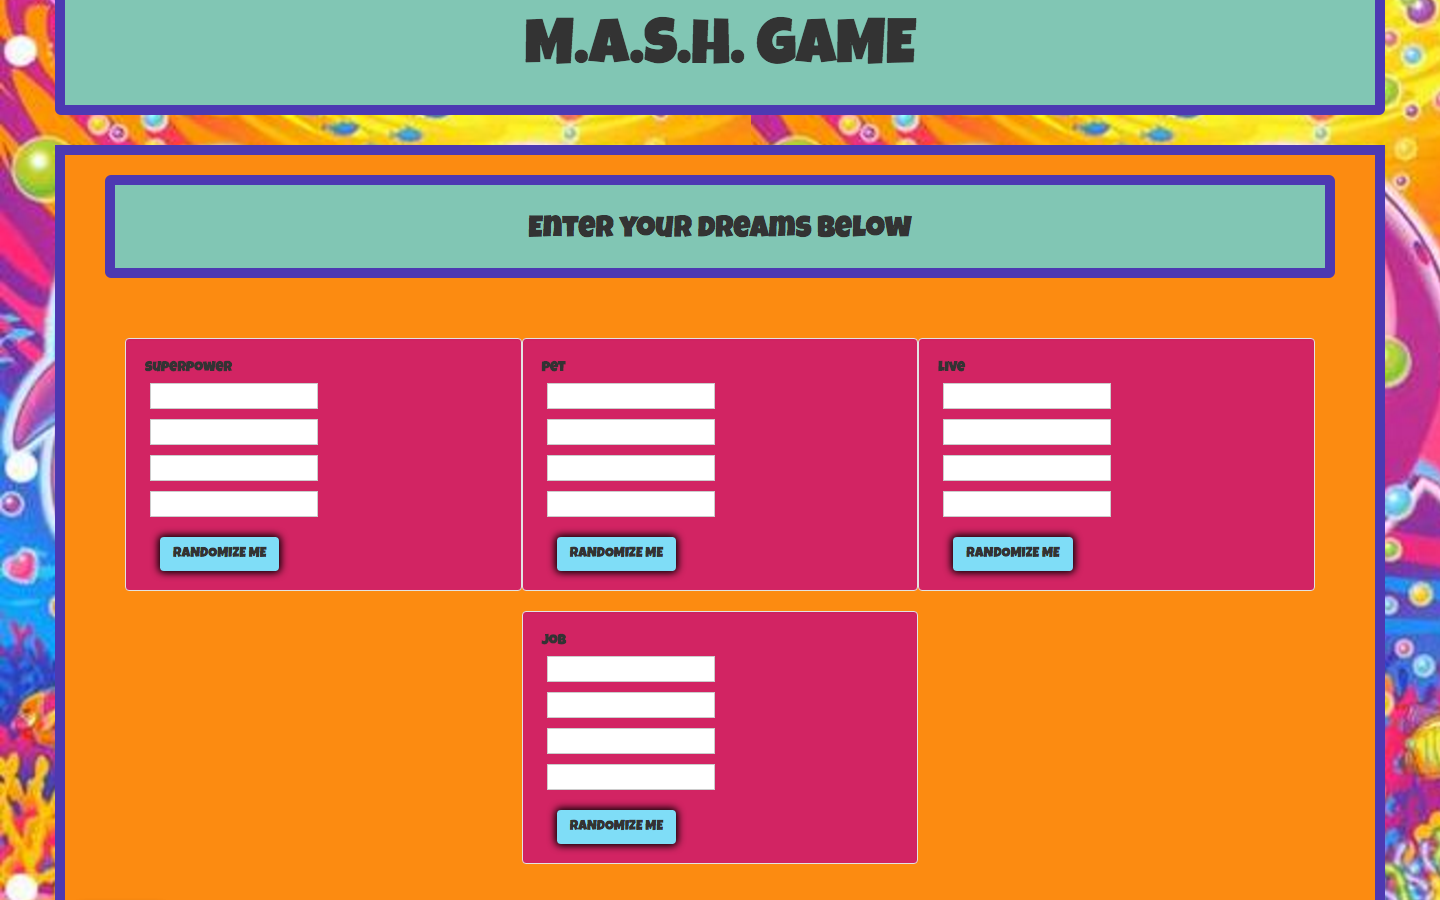 M.A.S.H. GAME
Enter your dreams below
Superpower
Pet
Live
RANDOMIZE ME
RANDOMIZE ME
RANDOMIZE ME
Job
RANDOMIZE ME